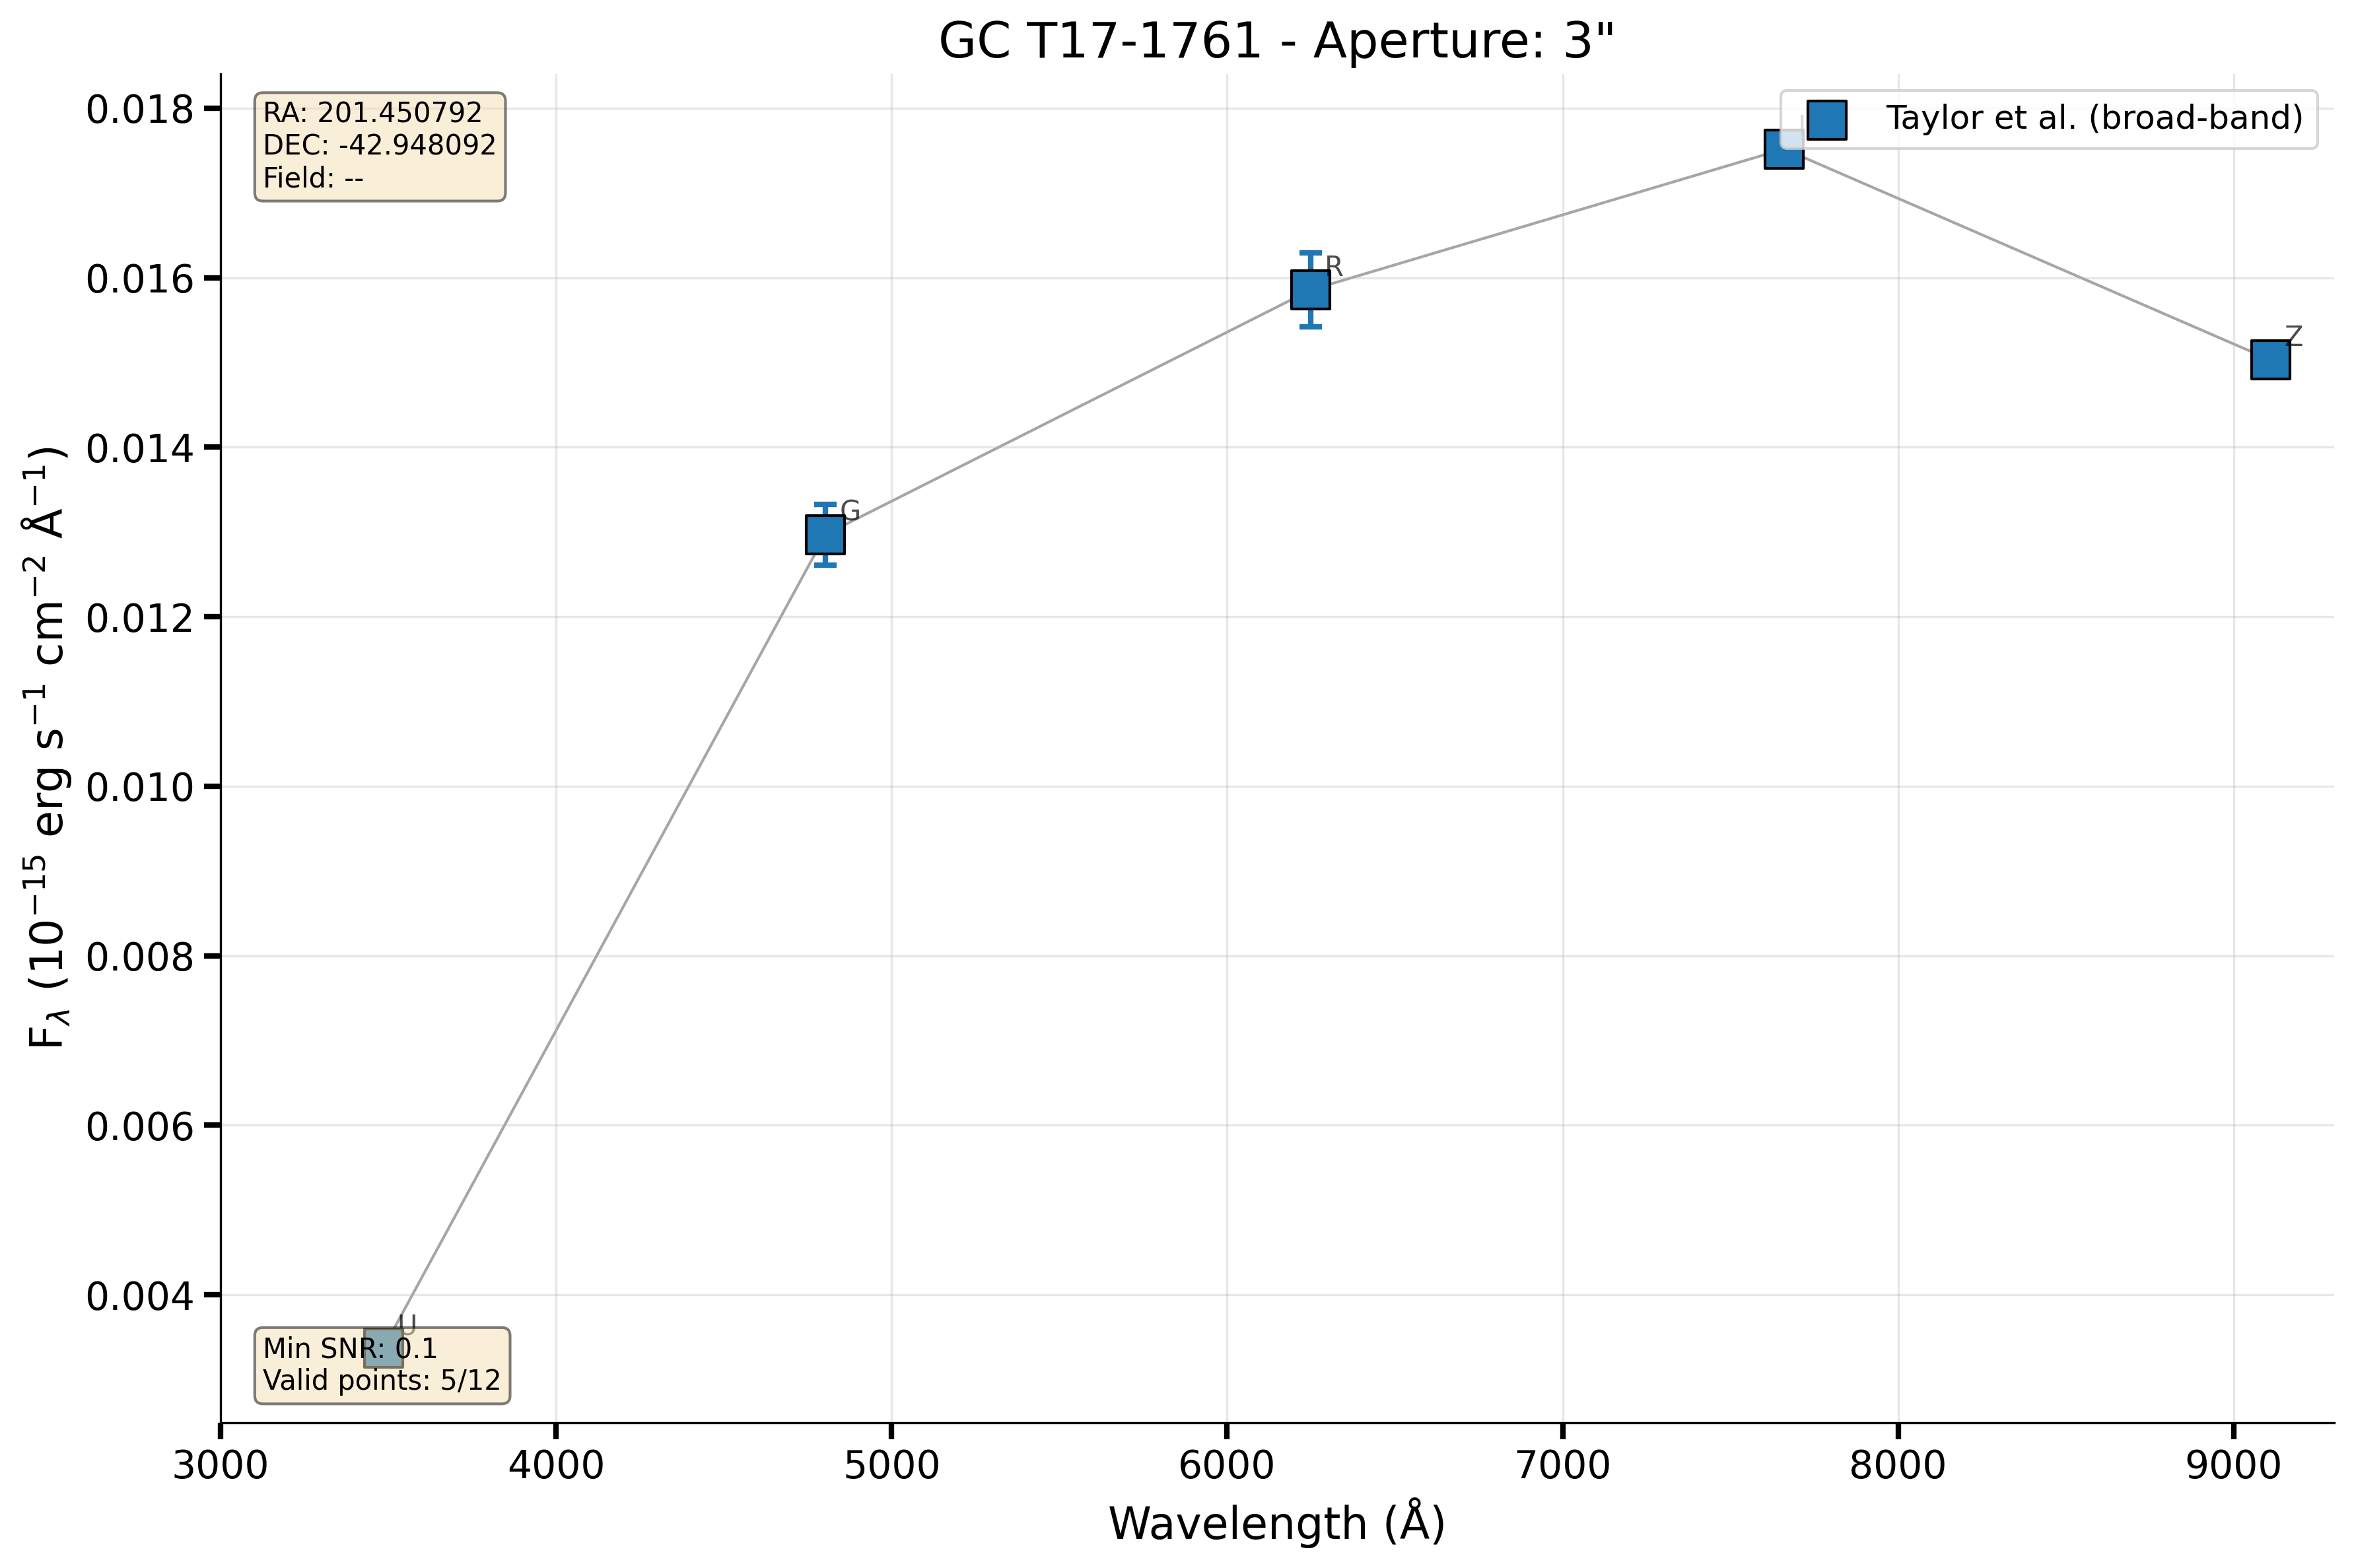 GC T17-1761 - Aperture: 3"
RA: 201.450792
DEC: -42.948092
Field: --
Taylor et al. (broad-band)
I
R
Z
G
U
Min SNR: 0.1
Valid points: 5/12
F_λ (10⁻¹⁵ erg s⁻¹ cm⁻² Å⁻¹)
0.018
0.016
0.014
0.012
0.010
0.008
0.006
0.004
3000 4000 5000 6000 7000 8000 9000
Wavelength (Å)